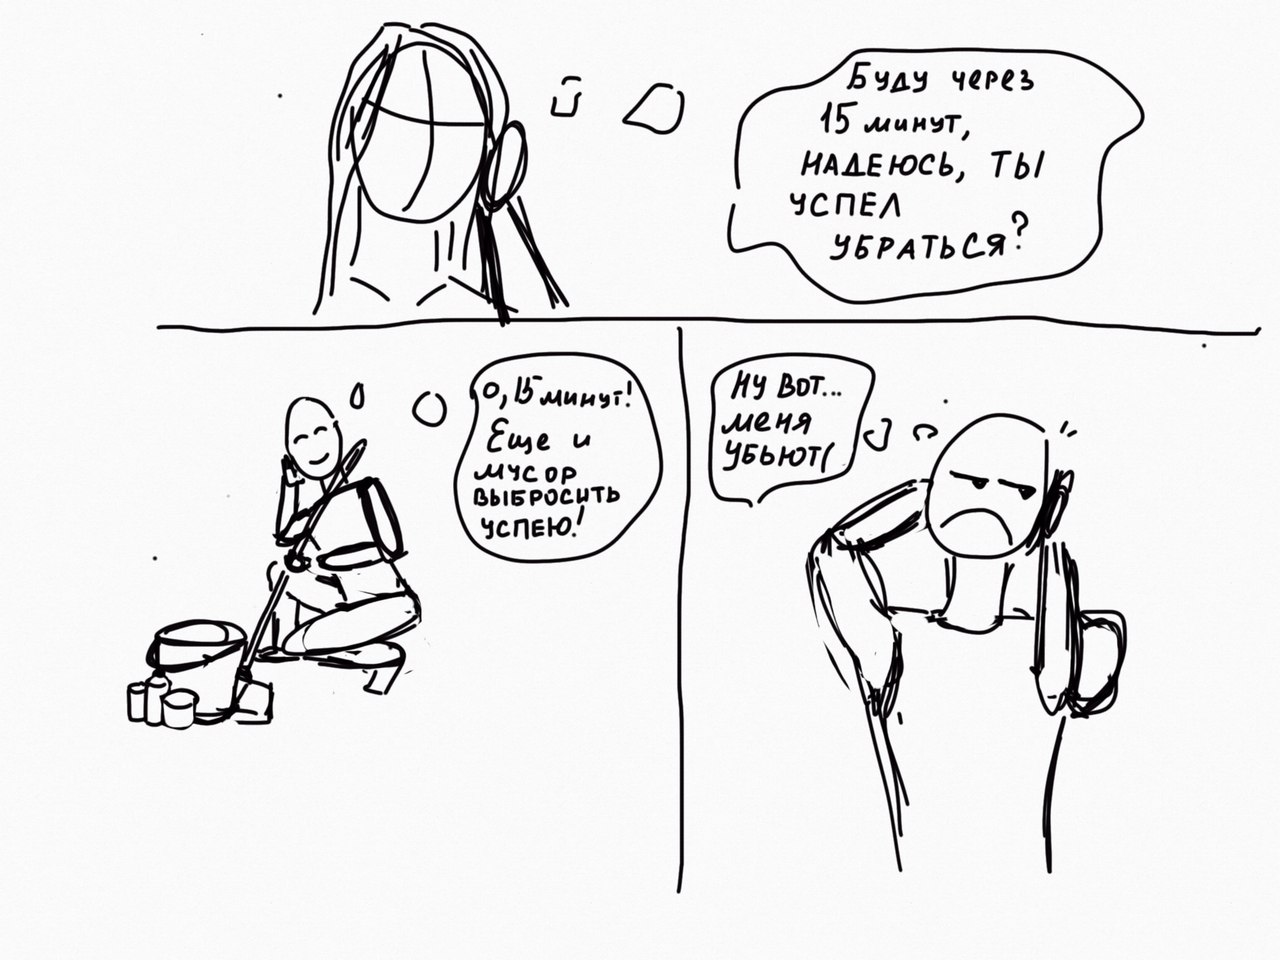 Буду через
15 минут,
надеюсь, ты
успел
убраться?
О, 15 минут!
Еще и
мусор
выбросить
успею!
Ну вот...
меня
убьют(